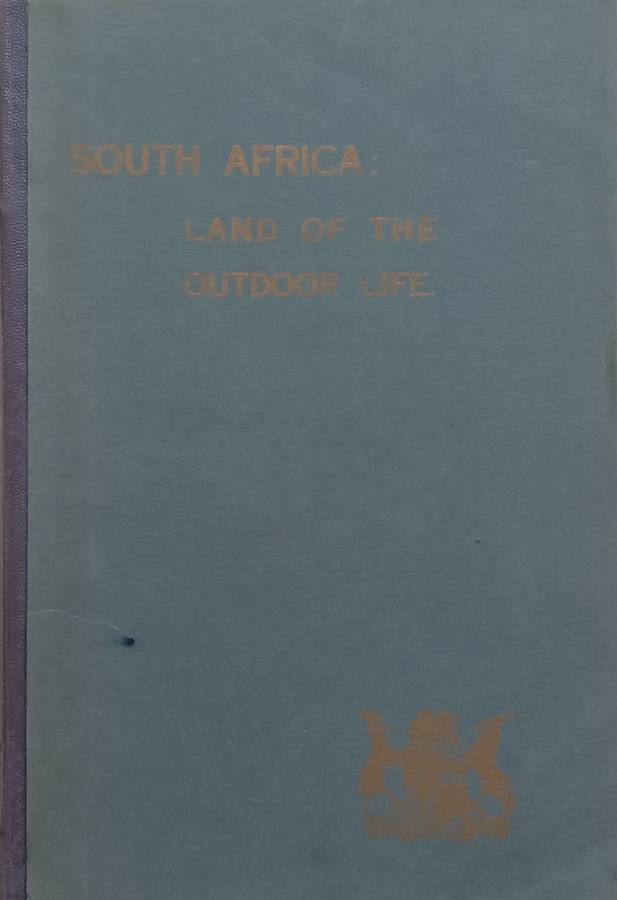 SOUTH AFRICA:
LAND OF THE
OUTDOOR LIFE.